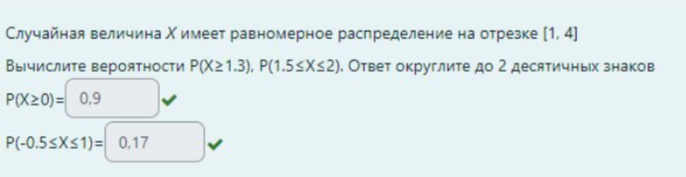 Случайная величина X имеет равномерное распределение на отрезке [1, 4]
Вычислите вероятности P(X≥1.3), P(1.5≤X≤2). Ответ округлите до 2 десятичных знаков
P(X≥0)= 0,9
P(-0.5≤X≤1)= 0,17